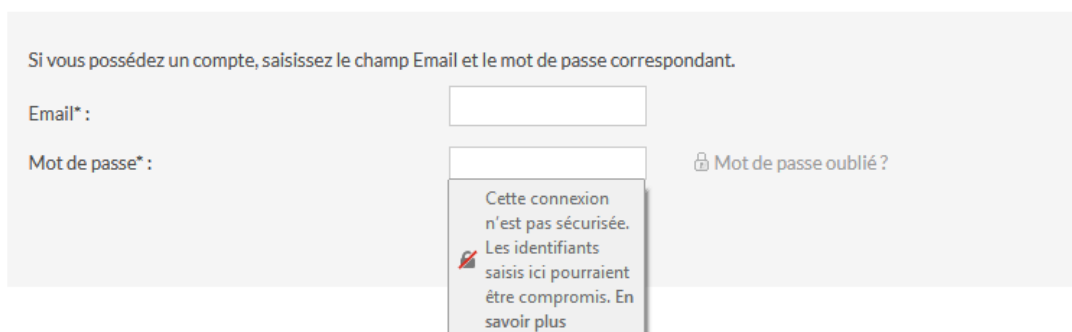 Si vous possédez un compte, saisissez le champ Email et le mot de passe correspondant.
Email* :
Mot de passe* :
Mot de passe oublié ?
Cette connexion
n'est pas sécurisée.
Les identifiants
saisis ici pourraient
être compromis. En
savoir plus